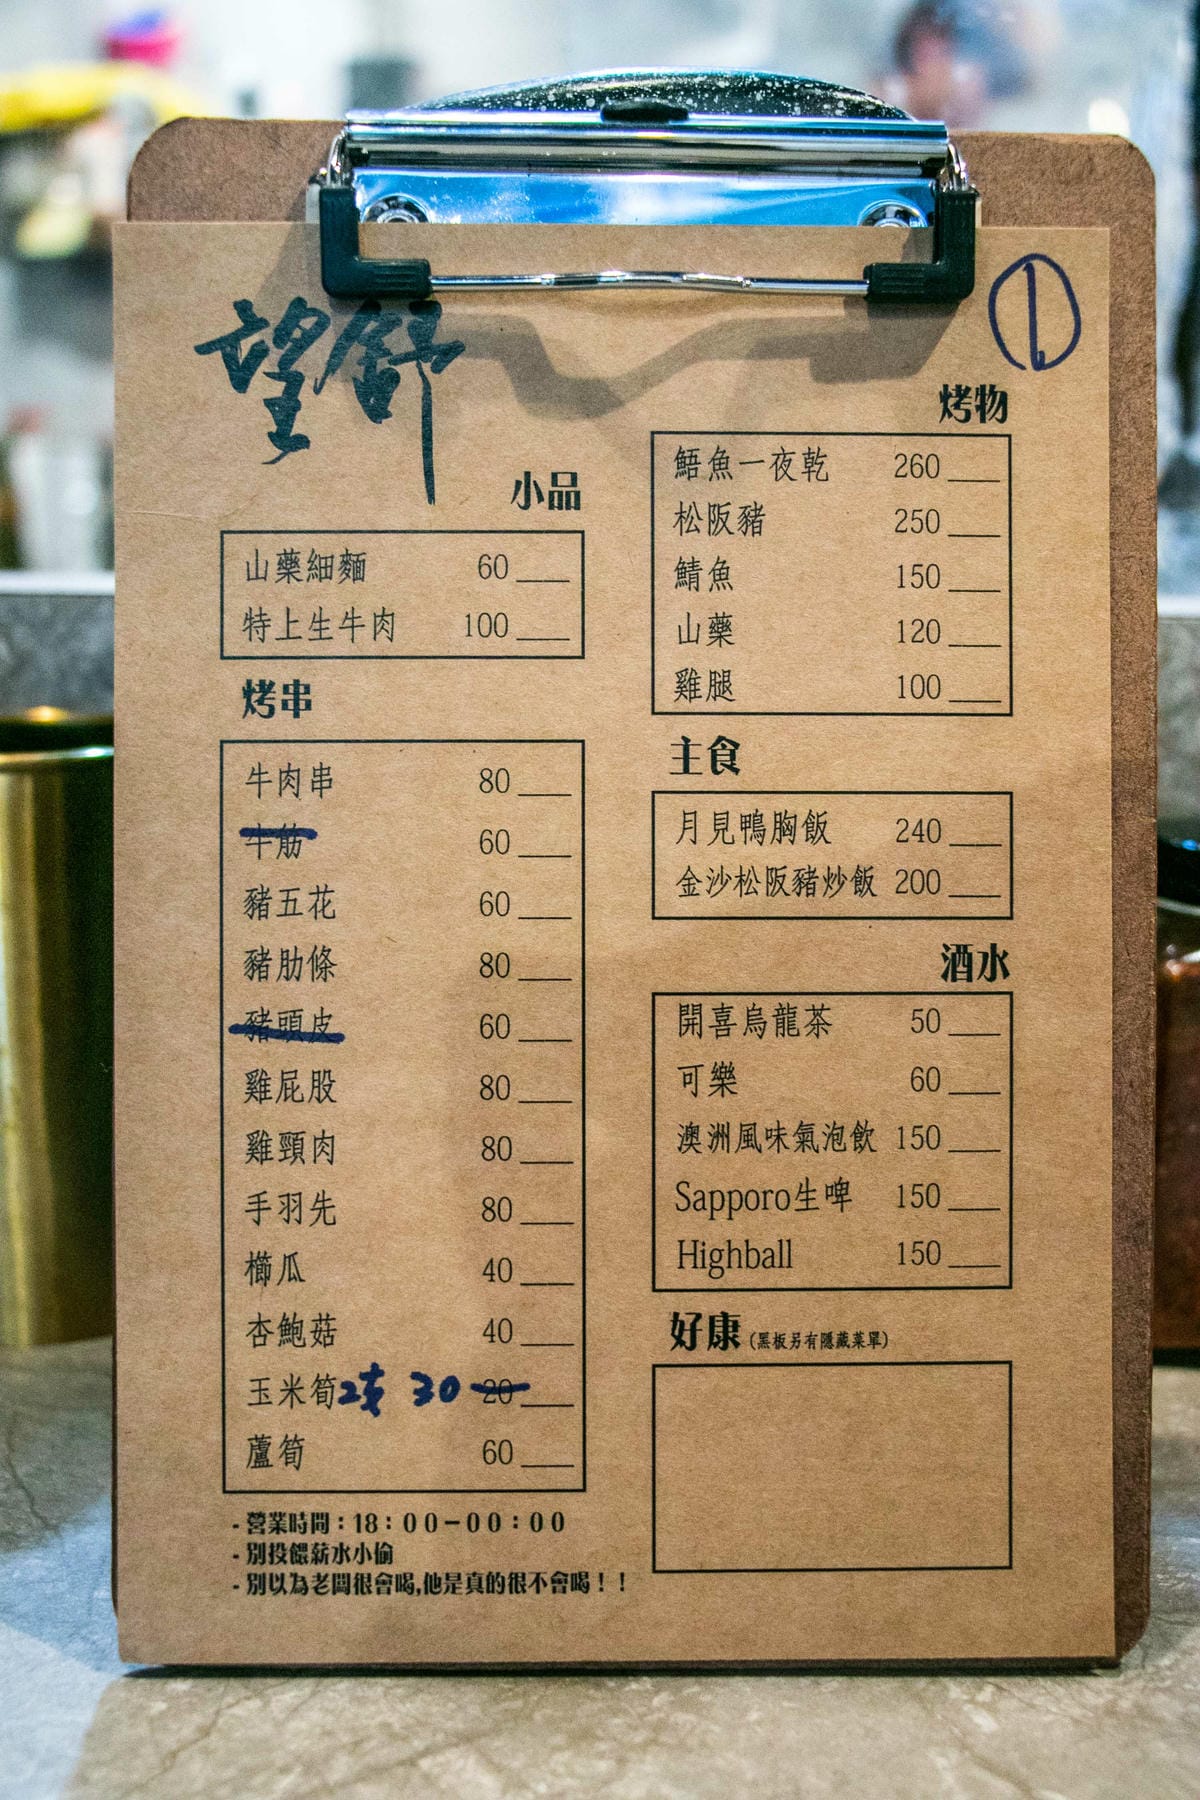 望舒
小品
山藥細麵 60
特上生牛肉 100
烤串
牛肉串 80
牛筋 60
豬五花 60
豬肋條 80
豬頭皮 60
雞屁股 80
雞頸肉 80
手羽先 80
櫛瓜 40
杏鮑菇 40
玉米筍2支 30 20
蘆筍 60
-營業時間:18:00-00:00
-別投餵薪水小偷
-別以為老闆很會喝,他是真的很不會喝!!
1
烤物
鯃魚一夜乾 260
松阪豬 250
鯖魚 150
山藥 120
雞腿 100
主食
月見鴨胸飯 240
金沙松阪豬炒飯 200
酒水
開喜烏龍茶 50
可樂 60
澳洲風味氣泡飲 150
Sapporo生啤 150
Highball 150
好康(黑板另有隱藏菜單)